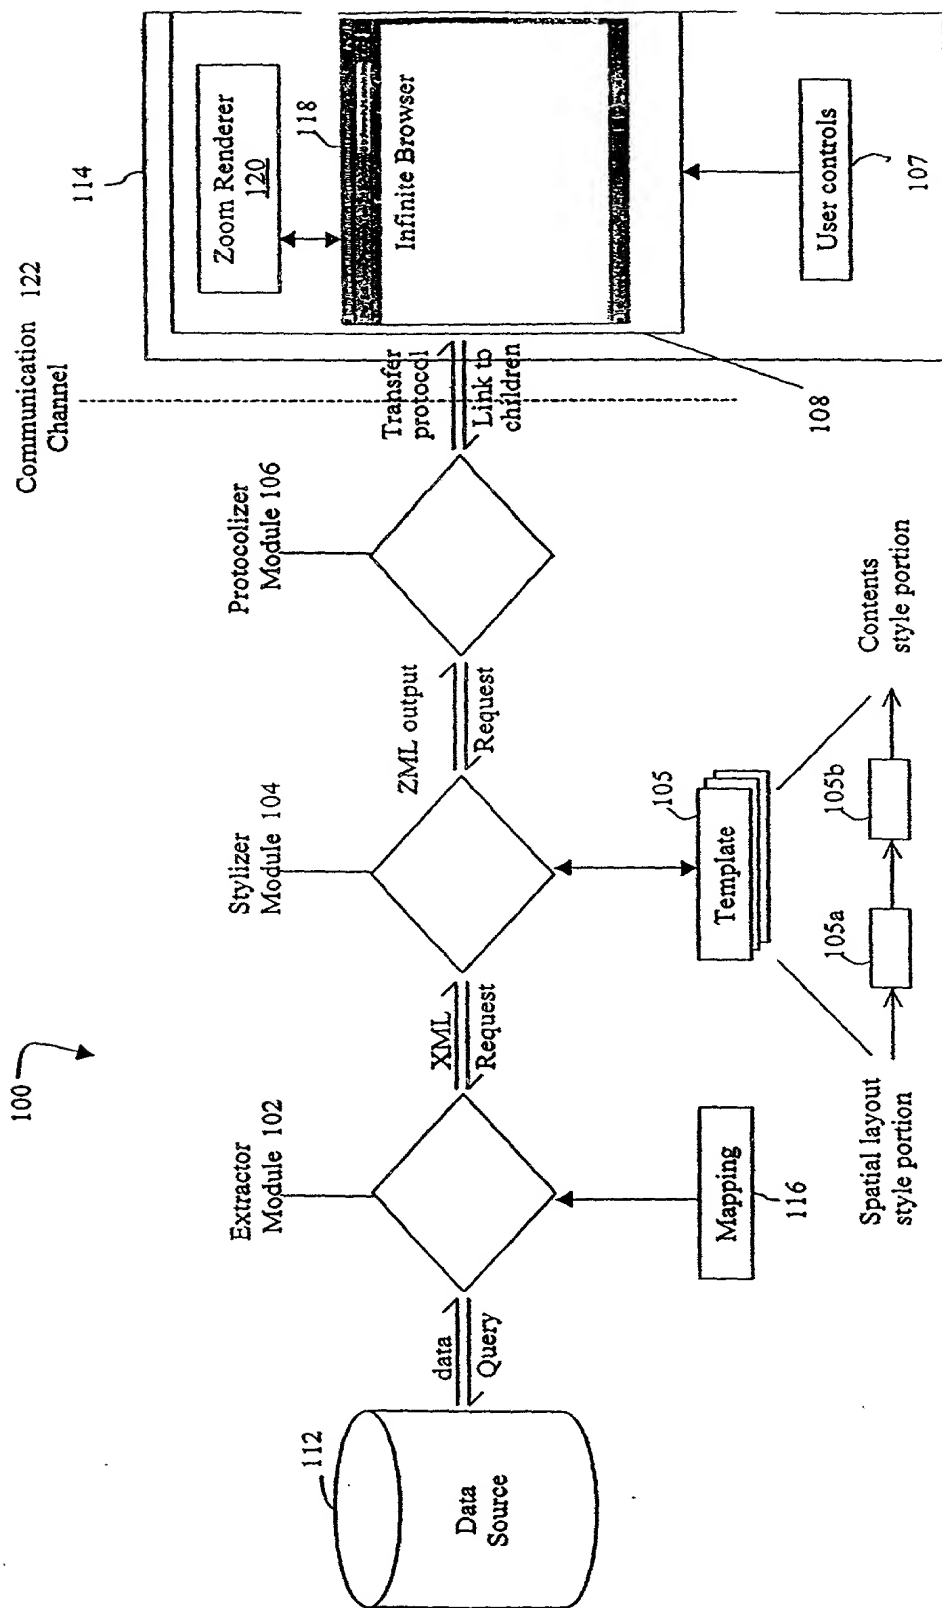 100
Communication 122
Channel
114
Zoom Renderer
120
118
Infinite Browser
User controls
107
108
Transfer
protocol
Link to
children
Protocolizer
Module 106
ZML output
Request
Stylizer
Module 104
105
Template
105a
105b
Spatial layout
style portion
Contents
style portion
XML
Request
Extractor
Module 102
Mapping
116
data
Query
112
Data
Source